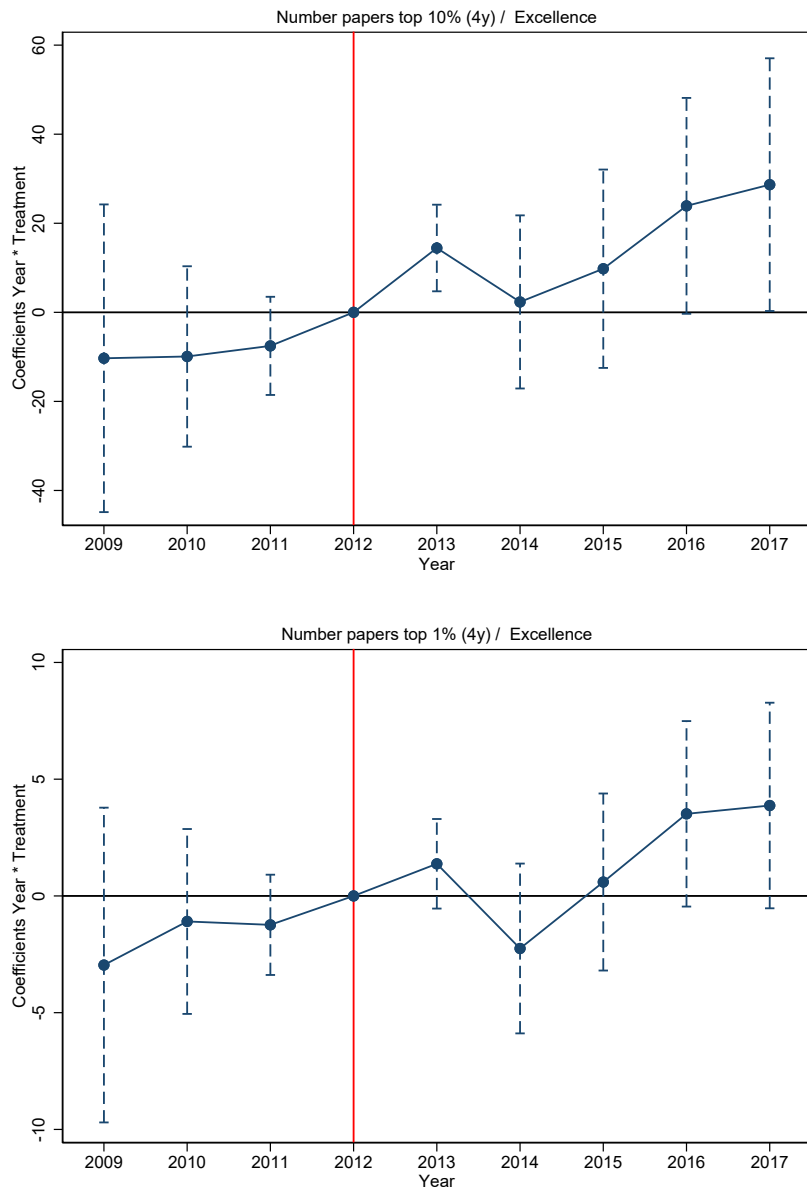 Number papers top 10% (4y) /  Excellence
Coefficients Year * Treatment
60
40
20
0
-20
-40
2009 2010 2011 2012 2013 2014 2015 2016 2017
Year
Number papers top 1% (4y) /  Excellence
Coefficients Year * Treatment
10
5
0
-5
-10
2009 2010 2011 2012 2013 2014 2015 2016 2017
Year